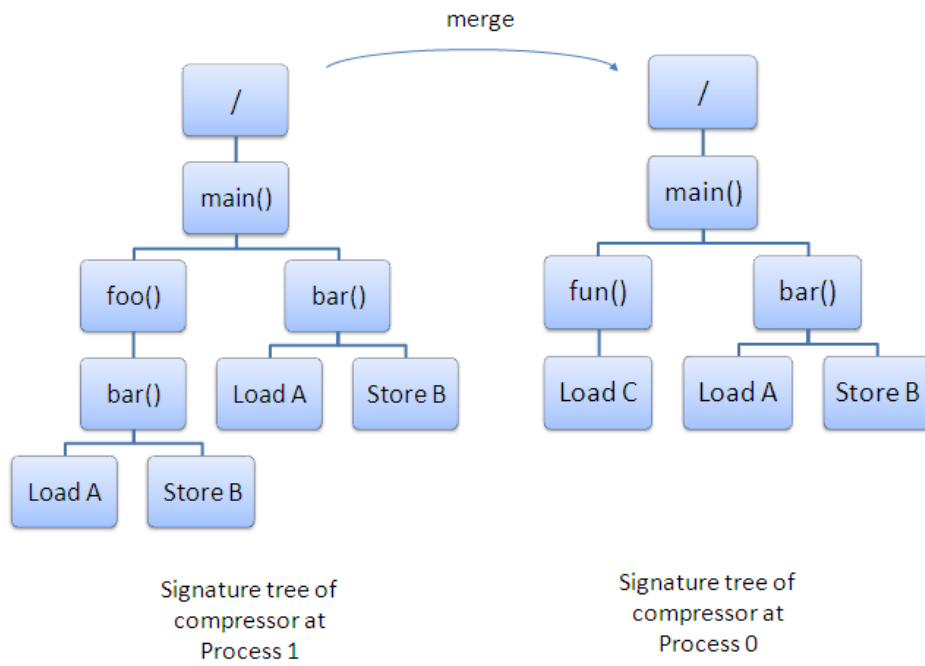 merge
/
main()
foo()
bar()
bar()
Load A
Store B
Load A
Store B
Signature tree of
compressor at
Process 1
/
main()
fun()
bar()
Load C
Load A
Store B
Signature tree of
compressor at
Process 0